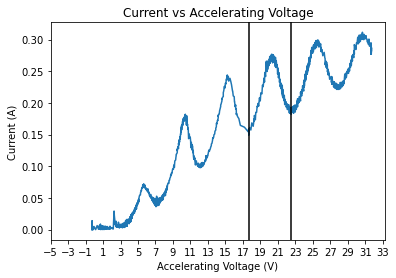 Current vs Accelerating Voltage
Current (A)
0.30
0.25
0.20
0.15
0.10
0.05
0.00
−5 −3 −1 1 3 5 7 9 11 13 15 17 19 21 23 25 27 29 31 33
Accelerating Voltage (V)